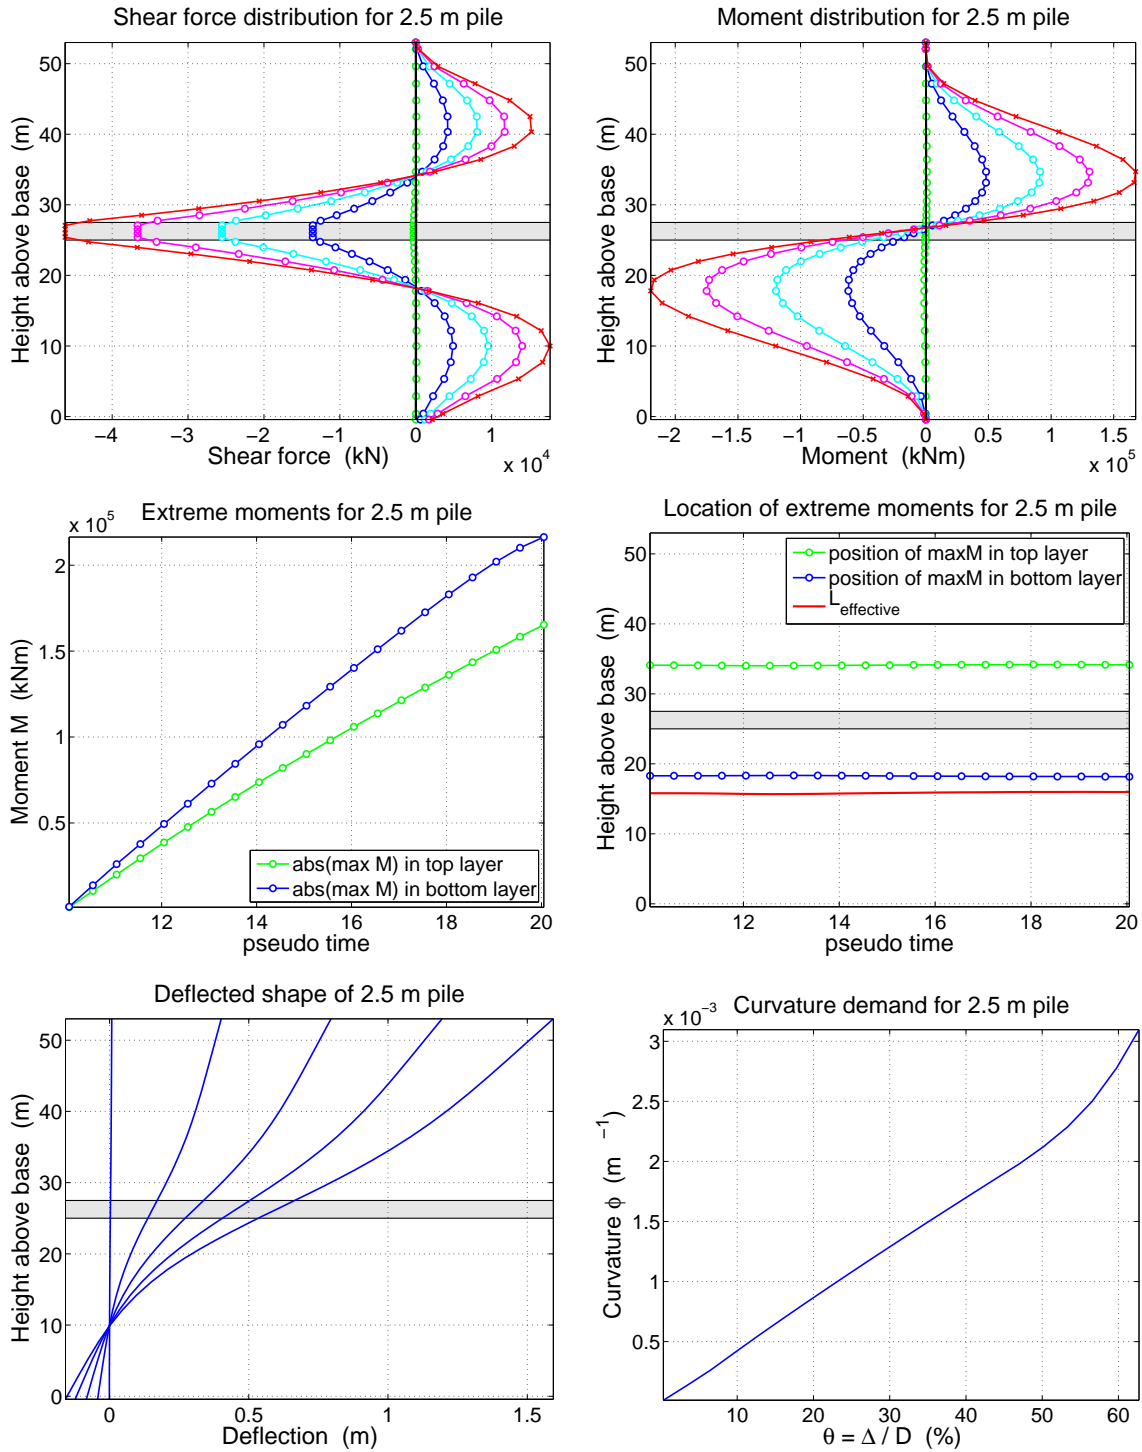 Shear force distribution for 2.5 m pile
Height above base (m)
50
40
30
20
10
0
−4 −3 −2 −1 0 1
Shear force (kN)
x 10^4
Moment distribution for 2.5 m pile
Height above base (m)
50
40
30
20
10
0
−2 −1.5 −1 −0.5 0 0.5 1 1.5
Moment (kNm)
x 10^5
Extreme moments for 2.5 m pile
x 10^5
Moment M (kNm)
2
1.5
1
0.5
abs(max M) in top layer
abs(max M) in bottom layer
12 14 16 18 20
pseudo time
Location of extreme moments for 2.5 m pile
Height above base (m)
50
40
30
20
10
0
position of maxM in top layer
position of maxM in bottom layer
L_effective
12 14 16 18 20
pseudo time
Deflected shape of 2.5 m pile
Height above base (m)
50
40
30
20
10
0
0 0.5 1 1.5
Deflection (m)
Curvature demand for 2.5 m pile
x 10^−3
Curvature ϕ (m^−1)
3
2.5
2
1.5
1
0.5
10 20 30 40 50 60
θ = Δ / D (%)